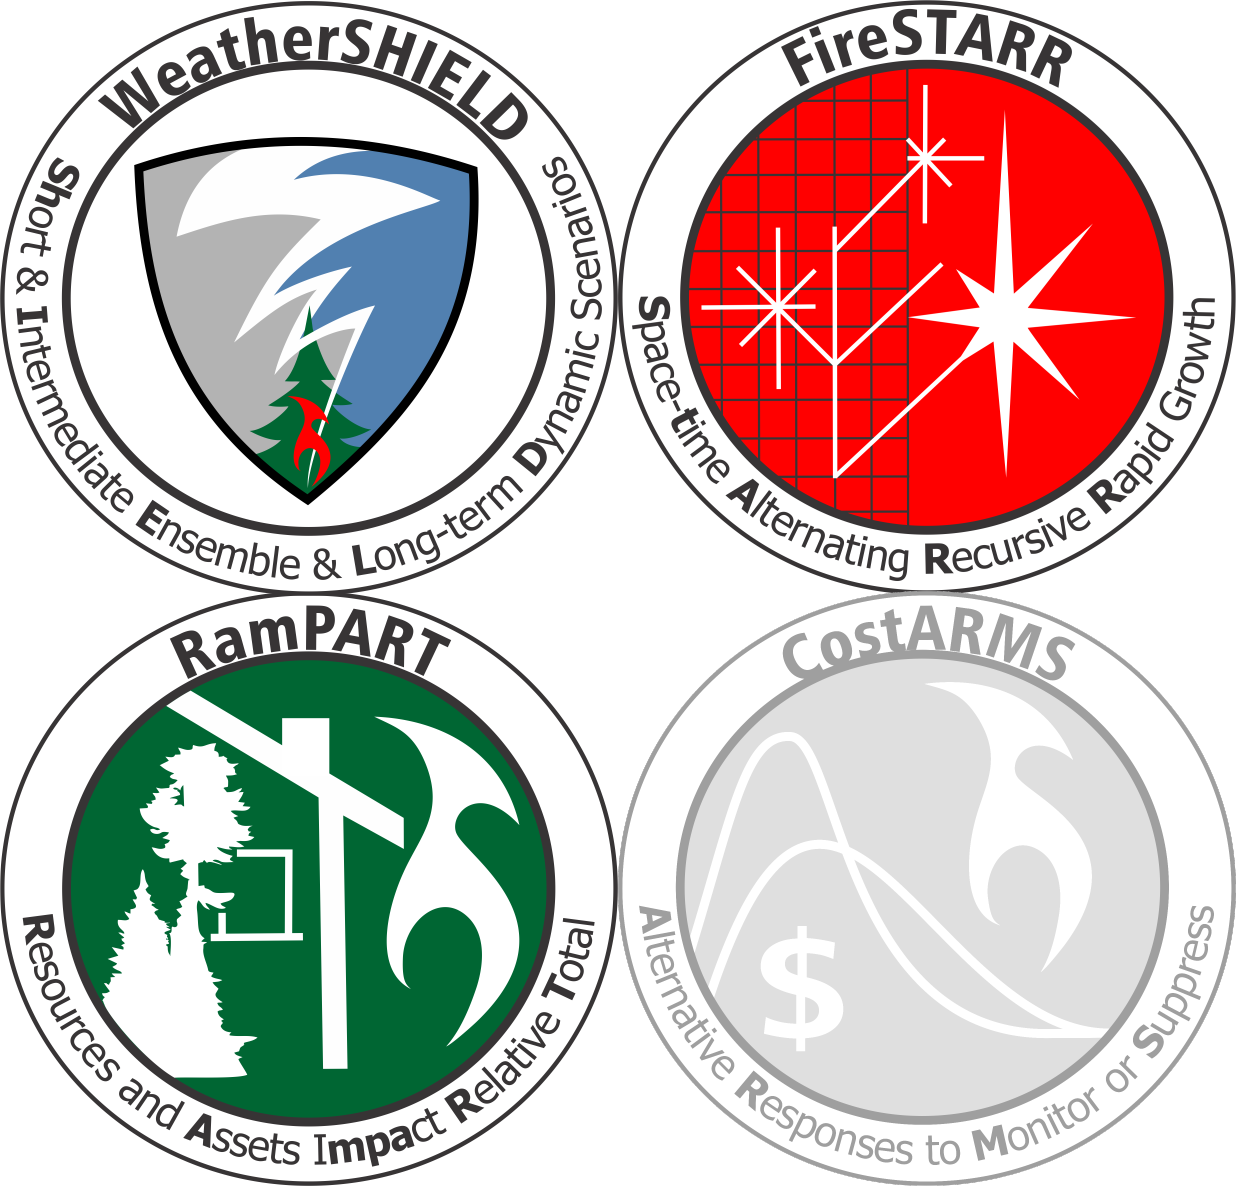 WeatherSHIELD
short & Intermediate Ensemble & Long-term Dynamic Scenarios
FireSTARR
Space-time Alternating Recursive Rapid Growth
RamPART
Resources and Assets Impact Relative Total
CostARMS
$
Alternative Responses to Monitor or Suppress